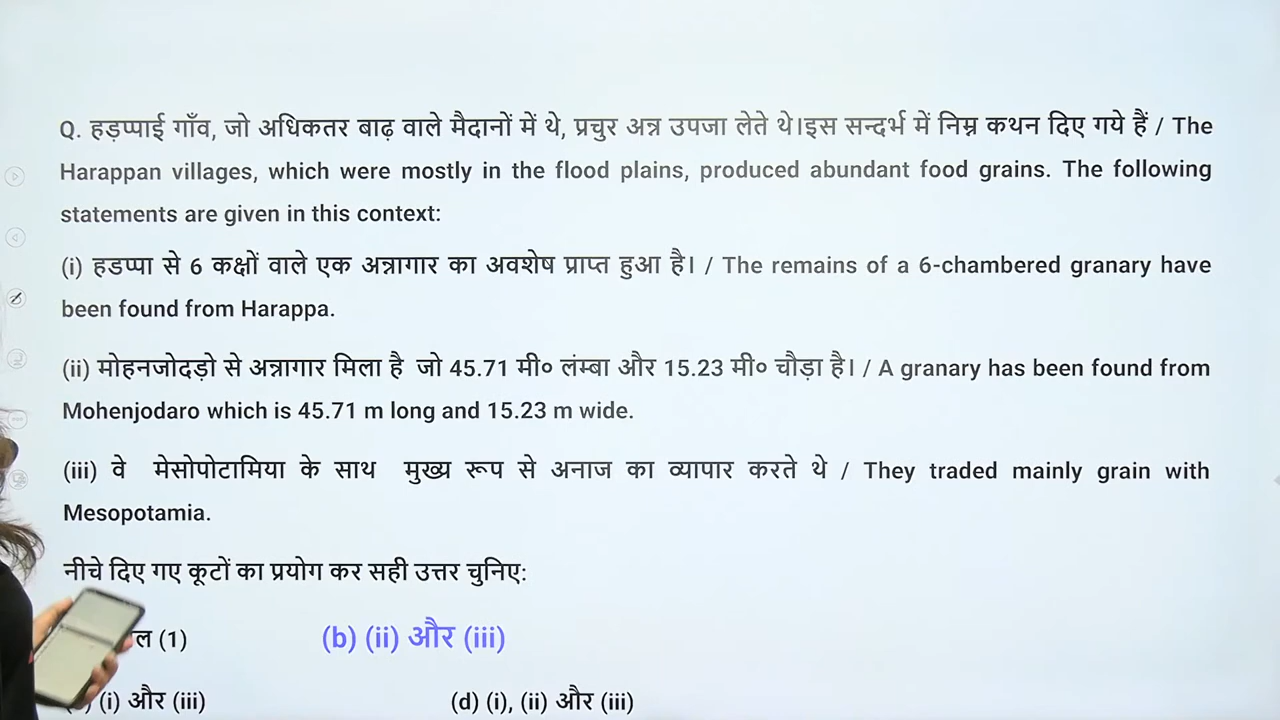 Q. हड़प्पाई गाँव, जो अधिकतर बाढ़ वाले मैदानों में थे, प्रचुर अन्न उपजा लेते थे।इस सन्दर्भ में निम्न कथन दिए गये हैं / The
Harappan villages, which were mostly in the flood plains, produced abundant food grains. The following
statements are given in this context:
(i) हडप्पा से 6 कक्षों वाले एक अन्नागार का अवशेष प्राप्त हुआ है। / The remains of a 6-chambered granary have
been found from Harappa.
(ii) मोहनजोदड़ो से अन्नागार मिला है जो 45.71 मी० लंम्बा और 15.23 मी० चौड़ा है। / A granary has been found from
Mohenjodaro which is 45.71 m long and 15.23 m wide.
(iii) वे मेसोपोटामिया के साथ मुख्य रूप से अनाज का व्यापार करते थे / They traded mainly grain with
Mesopotamia.
नीचे दिए गए कूटों का प्रयोग कर सही उत्तर चुनिए:
(1) (b) (ii) और (iii)
(i) और (iii) (d) (i), (ii) और (iii)